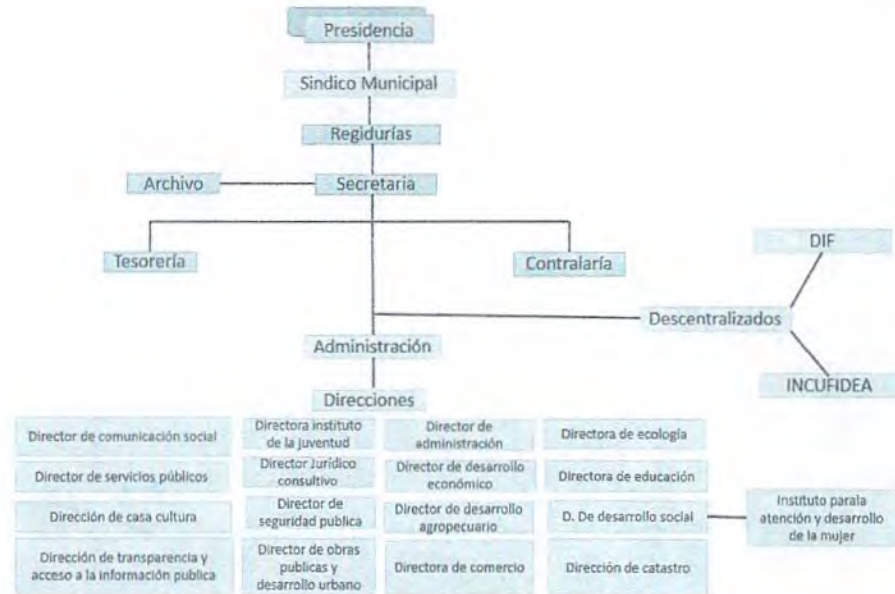 Presidencia
Sindico Municipal
Regidurías
Archivo
Secretaria
Tesorería
Contralaría
DIF
Descentralizados
INCUFIDEA
Administración
Direcciones
Director de comunicación social
Directora instituto
de la juventud
Director de
administración
Directora de ecología
Director de servicios públicos
Director Jurídico
consultivo
Director de desarrollo
económico
Directora de educación
Dirección de casa cultura
Director de
seguridad publica
Director de desarrollo
agropecuario
D. De desarrollo social
Instituto parala
atención y desarrollo
de la mujer
Dirección de transparencia y
acceso a la información publica
Director de obras
publicas y
desarrollo urbano
Directora de comercio
Dirección de catastro